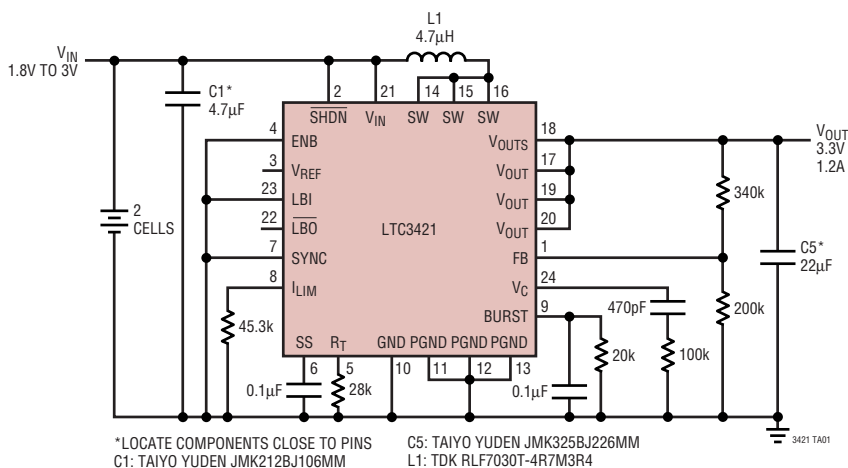 L1
4.7µH
VIN
1.8V TO 3V
C1*
4.7µF
2
21
14
15
16
SHDN
VIN
SW
SW
SW
4
ENB
VOUTS
18
VOUT
3.3V
1.2A
3
VREF
VOUT
17
340k
23
LBI
VOUT
19
2
CELLS
22
LBO
LTC3421
VOUT
20
7
SYNC
FB
1
C5*
22µF
8
ILIM
VC
24
45.3k
BURST
9
470pF
200k
SS
RT
GND
PGND
PGND
PGND
20k
100k
6
5
10
11
12
13
0.1µF
28k
0.1µF
*LOCATE COMPONENTS CLOSE TO PINS
C1: TAIYO YUDEN JMK212BJ106MM
C5: TAIYO YUDEN JMK325BJ226MM
L1: TDK RLF7030T-4R7M3R4
3421 TA01